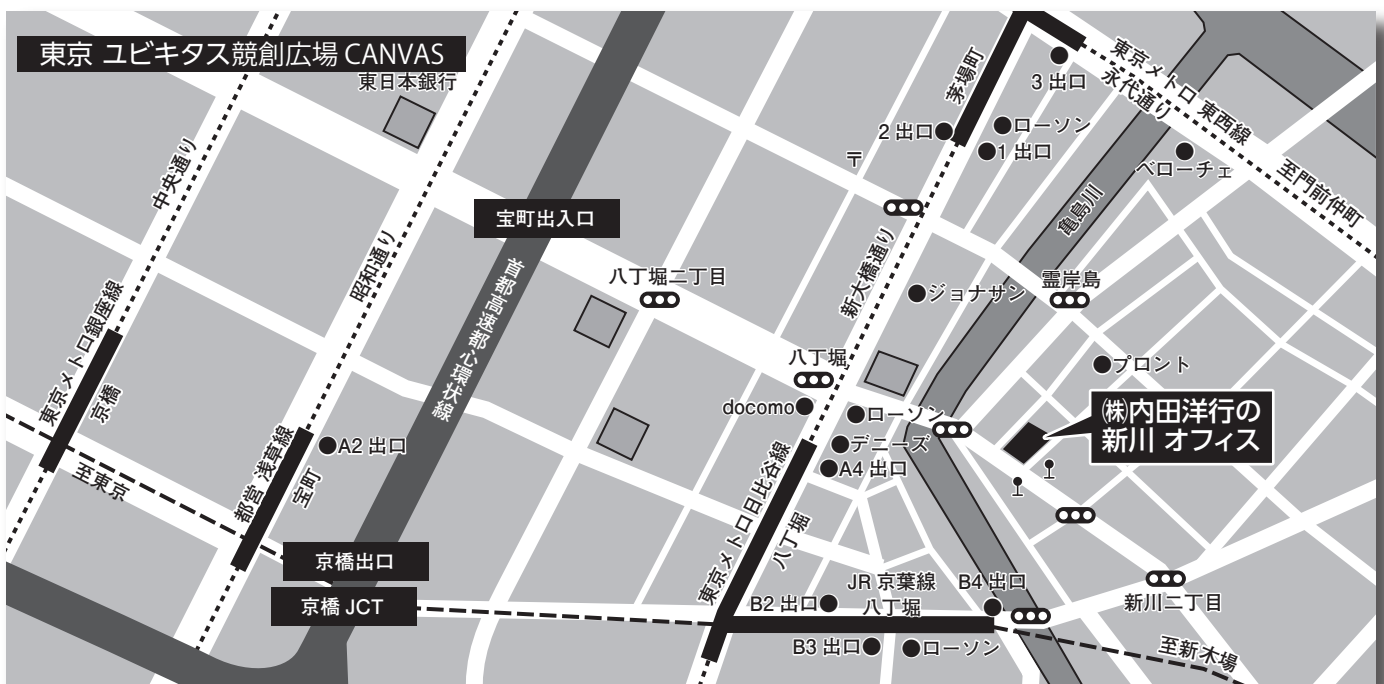 東京 ユビキタス競創広場 CANVAS
東日本銀行
中央通り
昭和通り
宝町出入口
首都高速都心環状線
八丁堀二丁目
茅場町
3 出口
2 出口
ローソン
1 出口
〒
東京メトロ 東西線
永代通り
ベローチェ
至門前仲町
亀島川
新大橋通り
ジョナサン
霊岸島
プロント
㈱内田洋行の
新川 オフィス
八丁堀
docomo
ローソン
デニーズ
A4 出口
東京メトロ銀座線
京橋
至東京
都営 浅草線
宝町
A2 出口
京橋出口
京橋 JCT
東京メトロ日比谷線
八丁堀
JR 京葉線
八丁堀
B4 出口
B2 出口
B3 出口
ローソン
新川二丁目
至新木場